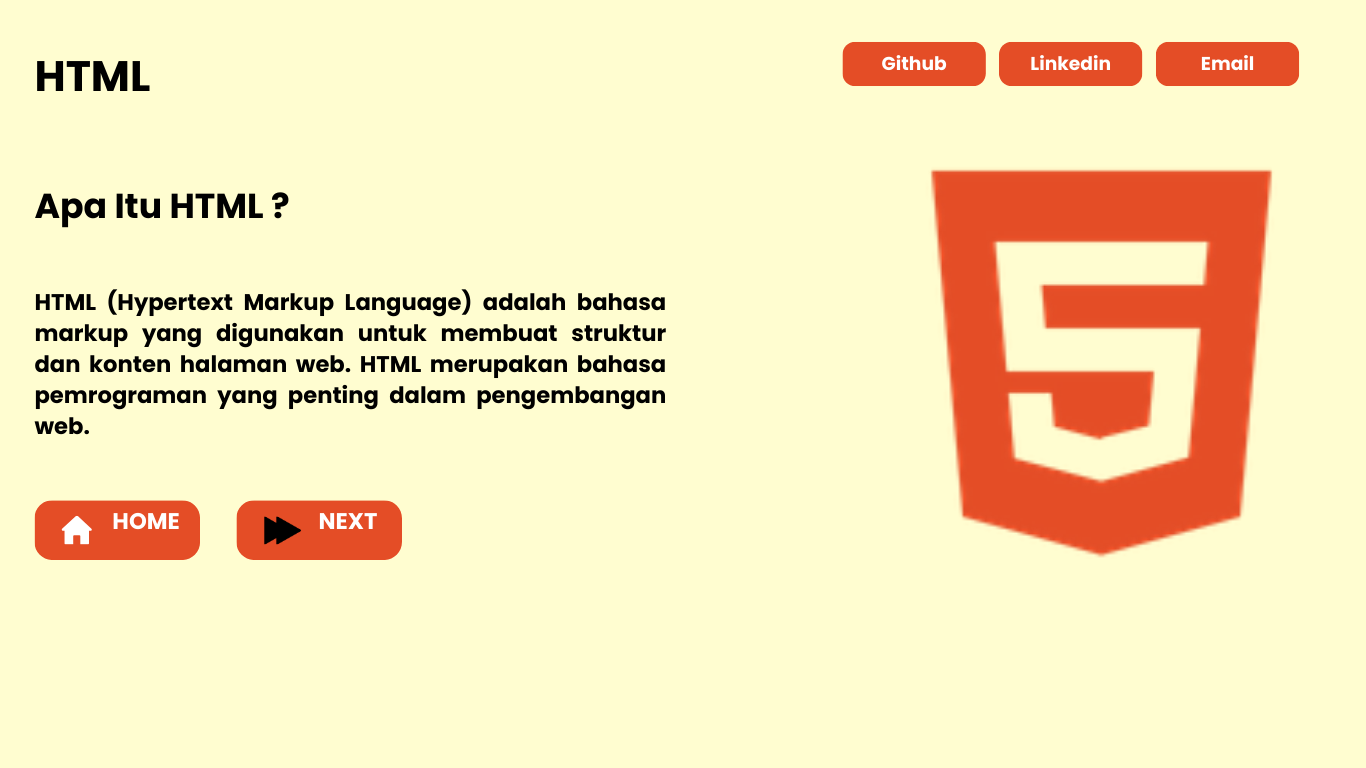 HTML
Github
Linkedin
Email
Apa Itu HTML ?
HTML (Hypertext Markup Language) adalah bahasa
markup yang digunakan untuk membuat struktur
dan konten halaman web. HTML merupakan bahasa
pemrograman yang penting dalam pengembangan
web.
HOME
NEXT
5